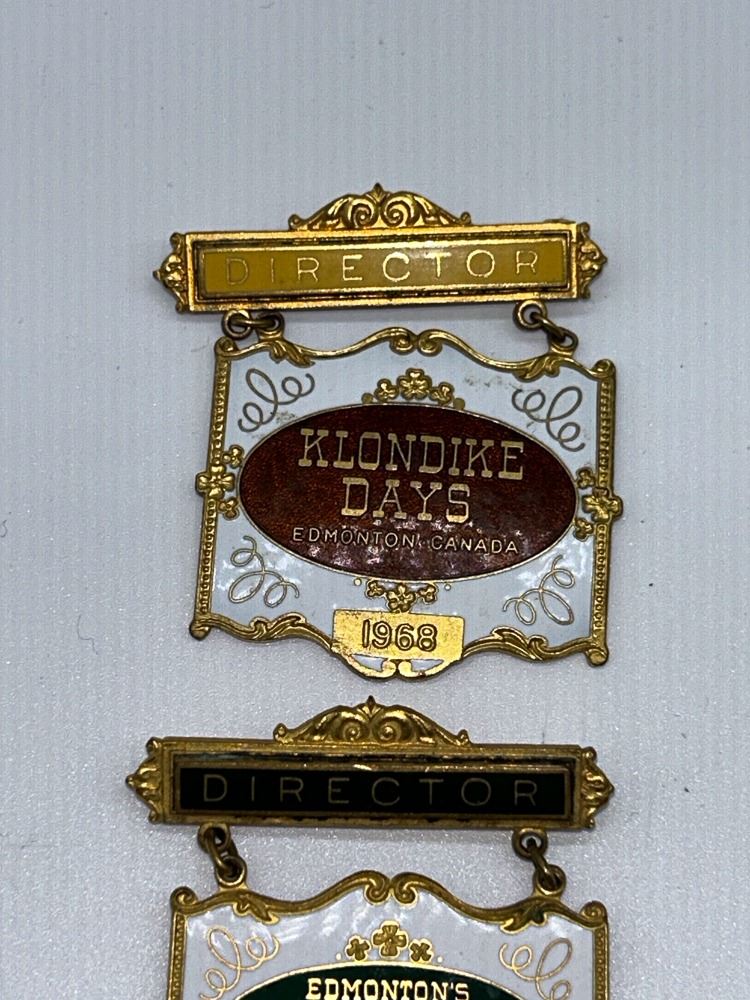 DIRECTOR
KLONDIKE
DAYS
EDMONTON, CANADA
1968
DIRECTOR
EDMONTON'S